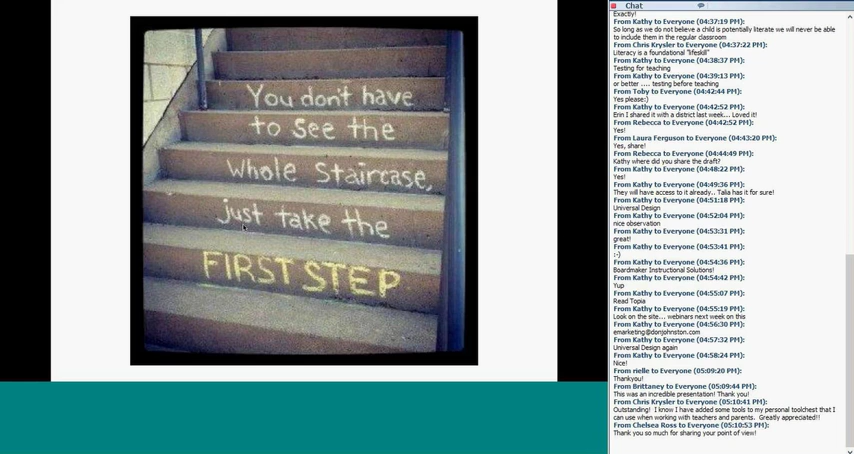 You don't have
to see the
Whole Staircase,
just take the
FIRST STEP
Chat
Exactly!
From Kathy to Everyone (04:37:19 PM):
So long as we do not believe a child is potentially literate we will never be able
to include them in the regular classroom
From Chris Krysler to Everyone (04:37:22 PM):
Literacy is a foundational "lifeskill"
From Kathy to Everyone (04:38:37 PM):
Testing for teaching
From Kathy to Everyone (04:39:13 PM):
or better .... testing before teaching
From Toby to Everyone (04:42:44 PM):
Yes please:)
From Kathy to Everyone (04:42:52 PM):
Erin I shared it with a district last week... Loved it!
From Rebecca to Everyone (04:42:52 PM):
Yes!
From Laura Ferguson to Everyone (04:43:20 PM):
Yes, share!
From Rebecca to Everyone (04:44:49 PM):
Kathy where did you share the draft?
From Kathy to Everyone (04:48:22 PM):
Yes!
From Kathy to Everyone (04:49:36 PM):
They will have access to it already.. Talia has it for sure!
From Kathy to Everyone (04:51:18 PM):
Universal Design
From Kathy to Everyone (04:52:04 PM):
nice observation
From Kathy to Everyone (04:53:31 PM):
great!
From Kathy to Everyone (04:53:41 PM):
:-)
From Kathy to Everyone (04:54:36 PM):
Boardmaker Instructional Solutions!
From Kathy to Everyone (04:54:42 PM):
Yup
From Kathy to Everyone (04:55:07 PM):
Read Topia
From Kathy to Everyone (04:55:19 PM):
Look on the site... webinars next week on this
From Kathy to Everyone (04:56:30 PM):
emarketing@donjohnston.com
From Kathy to Everyone (04:57:32 PM):
Universal Design again
From Kathy to Everyone (04:58:24 PM):
Nice!
From rielle to Everyone (05:09:20 PM):
Thankyou!
From Brittaney to Everyone (05:09:44 PM):
This was an incredible presentation! Thank you!
From Chris Krysler to Everyone (05:10:41 PM):
Outstanding! I know I have added some tools to my personal toolchest that I
can use when working with teachers and parents. Greatly appreciated!!
From Chelsea Ross to Everyone (05:10:53 PM):
Thank you so much for sharing your point of view!